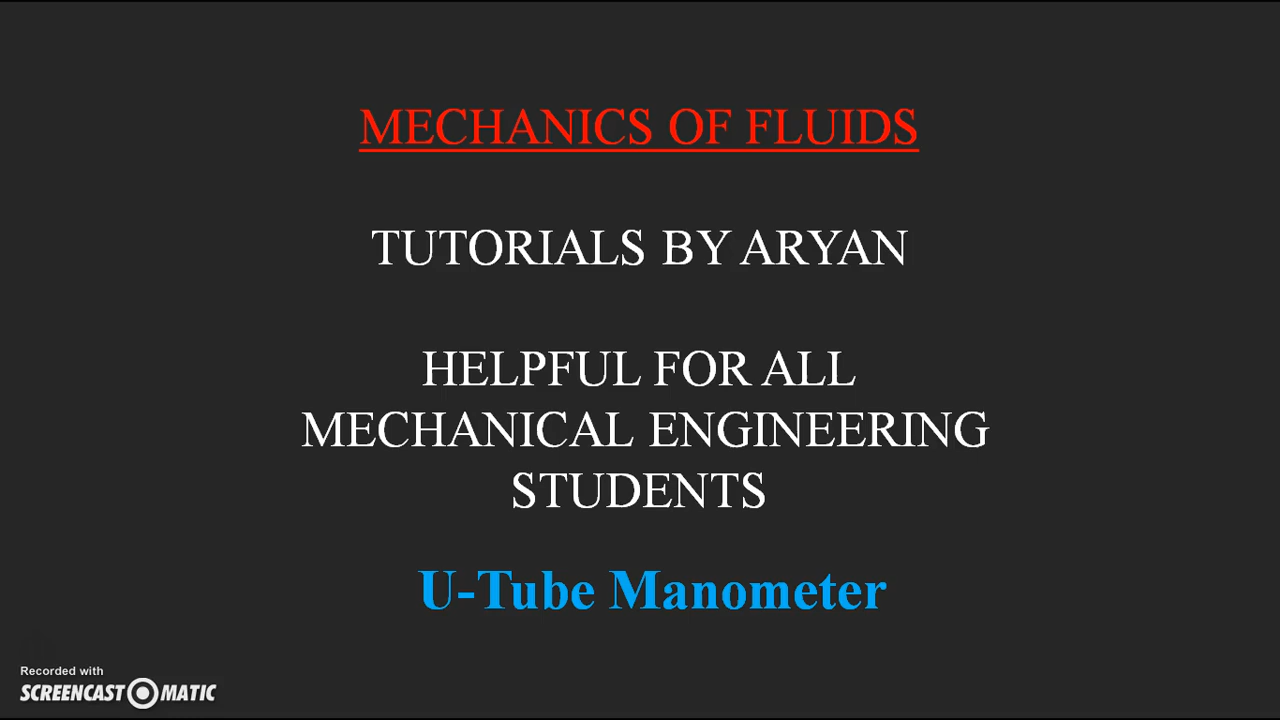 MECHANICS OF FLUIDS
TUTORIALS BY ARYAN
HELPFUL FOR ALL
MECHANICAL ENGINEERING
STUDENTS
U-Tube Manometer
Recorded with
SCREENCAST MATIC